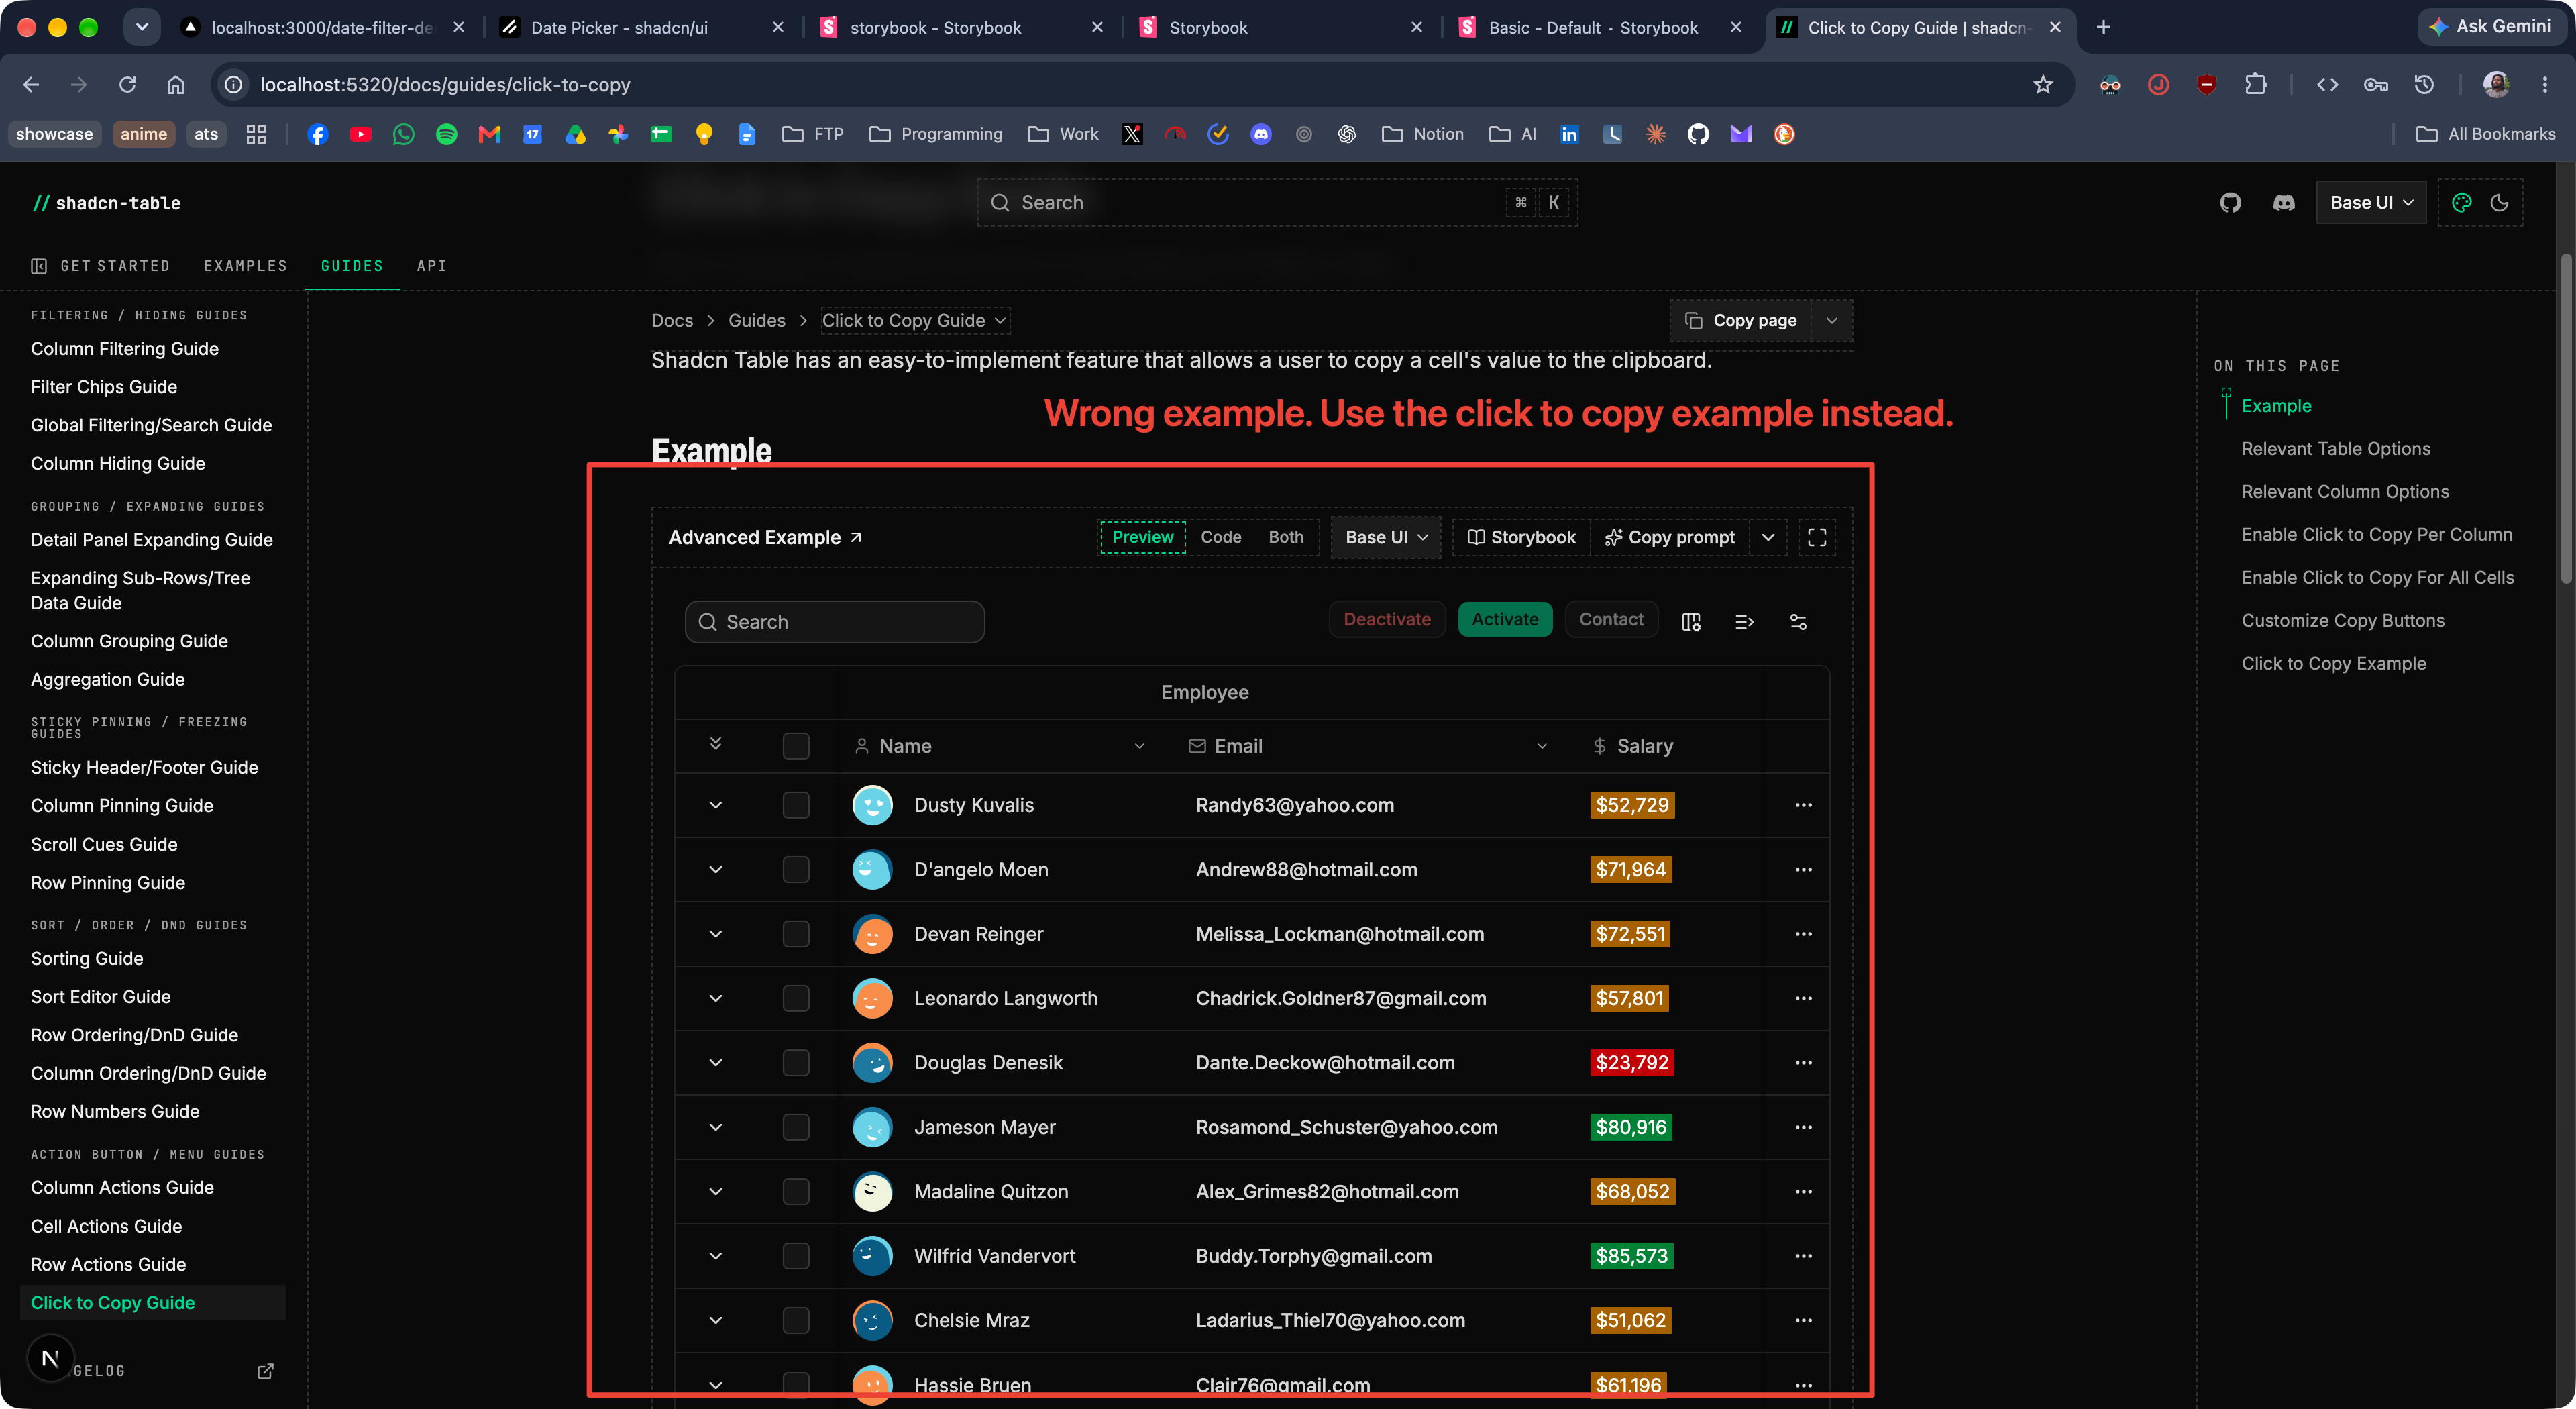 localhost:3000/date-filter-de
Date Picker - shadcn/ui
storybook - Storybook
Storybook
Basic - Default • Storybook
Click to Copy Guide | shadcn-
Ask Gemini
localhost:5320/docs/guides/click-to-copy
showcase
anime
ats
17
FTP
Programming
Work
Notion
AI
All Bookmarks
// shadcn-table
Search
⌘ K
Base UI
GET STARTED
EXAMPLES
GUIDES
API
FILTERING / HIDING GUIDES
Column Filtering Guide
Filter Chips Guide
Global Filtering/Search Guide
Column Hiding Guide
GROUPING / EXPANDING GUIDES
Detail Panel Expanding Guide
Expanding Sub-Rows/Tree
Data Guide
Column Grouping Guide
Aggregation Guide
STICKY PINNING / FREEZING
GUIDES
Sticky Header/Footer Guide
Column Pinning Guide
Scroll Cues Guide
Row Pinning Guide
SORT / ORDER / DND GUIDES
Sorting Guide
Sort Editor Guide
Row Ordering/DnD Guide
Column Ordering/DnD Guide
Row Numbers Guide
ACTION BUTTON / MENU GUIDES
Column Actions Guide
Cell Actions Guide
Row Actions Guide
Click to Copy Guide
N
GELOG
Docs > Guides > Click to Copy Guide
Copy page
Shadcn Table has an easy-to-implement feature that allows a user to copy a cell's value to the clipboard.
Wrong example. Use the click to copy example instead.
Example
Advanced Example
Preview
Code
Both
Base UI
Storybook
Copy prompt
Search
Deactivate
Activate
Contact
Employee
Name
Email
$ Salary
Dusty Kuvalis Randy63@yahoo.com $52,729
D'angelo Moen Andrew88@hotmail.com $71,964
Devan Reinger Melissa_Lockman@hotmail.com $72,551
Leonardo Langworth Chadrick.Goldner87@gmail.com $57,801
Douglas Denesik Dante.Deckow@hotmail.com $23,792
Jameson Mayer Rosamond_Schuster@yahoo.com $80,916
Madaline Quitzon Alex_Grimes82@hotmail.com $68,052
Wilfrid Vandervort Buddy.Torphy@gmail.com $85,573
Chelsie Mraz Ladarius_Thiel70@yahoo.com $51,062
Hassie Bruen Clair76@gmail.com $61,196
ON THIS PAGE
Example
Relevant Table Options
Relevant Column Options
Enable Click to Copy Per Column
Enable Click to Copy For All Cells
Customize Copy Buttons
Click to Copy Example